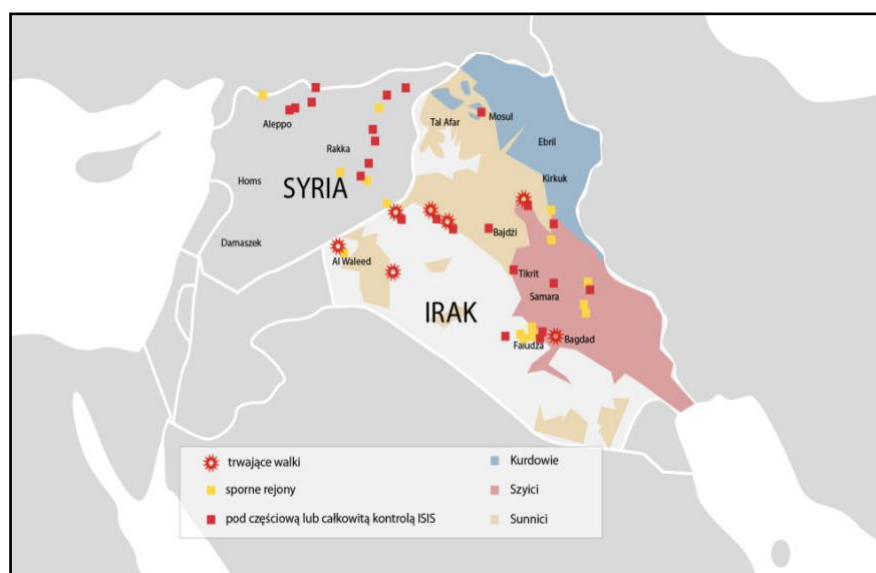 Aleppo
Tal Afar
Mosul
Rakka
Ebril
Homs
SYRIA
Kirkuk
Damaszek
Bajdżi
Al Waleed
Tikrit
Samara
IRAK
Faludża
Bagdad
trwające walki
sporne rejony
pod częściową lub całkowitą kontrolą ISIS
Kurdowie
Szyici
Sunnici